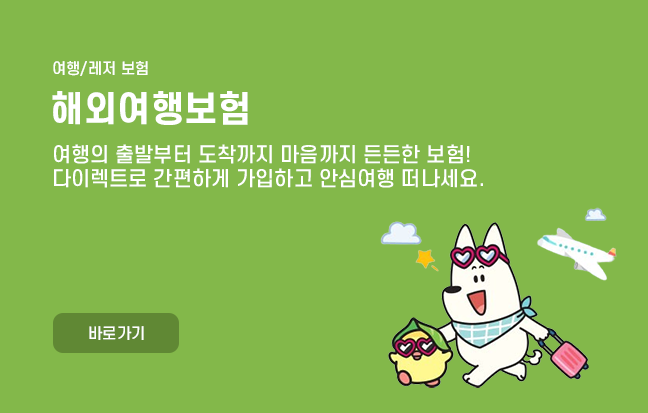 여행/레저 보험
해외여행보험
여행의 출발부터 도착까지 마음까지 든든한 보험!
다이렉트로 간편하게 가입하고 안심여행 떠나세요.
바로가기